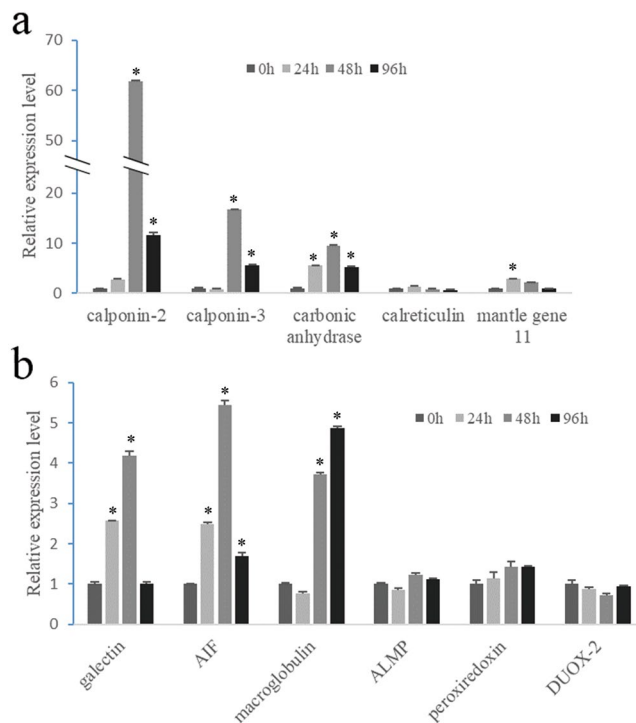 a
70
60
50
20
10
0
Relative expression level
0h 24h 48h 96h
* * * * * * * *
calponin-2 calponin-3 carbonic anhydrase calreticulin mantle gene 11
b
6
5
4
3
2
1
0
Relative expression level
0h 24h 48h 96h
* * * * * * *
galectin
AIF
macroglobulin
ALMP
peroxiredoxin
DUOX-2